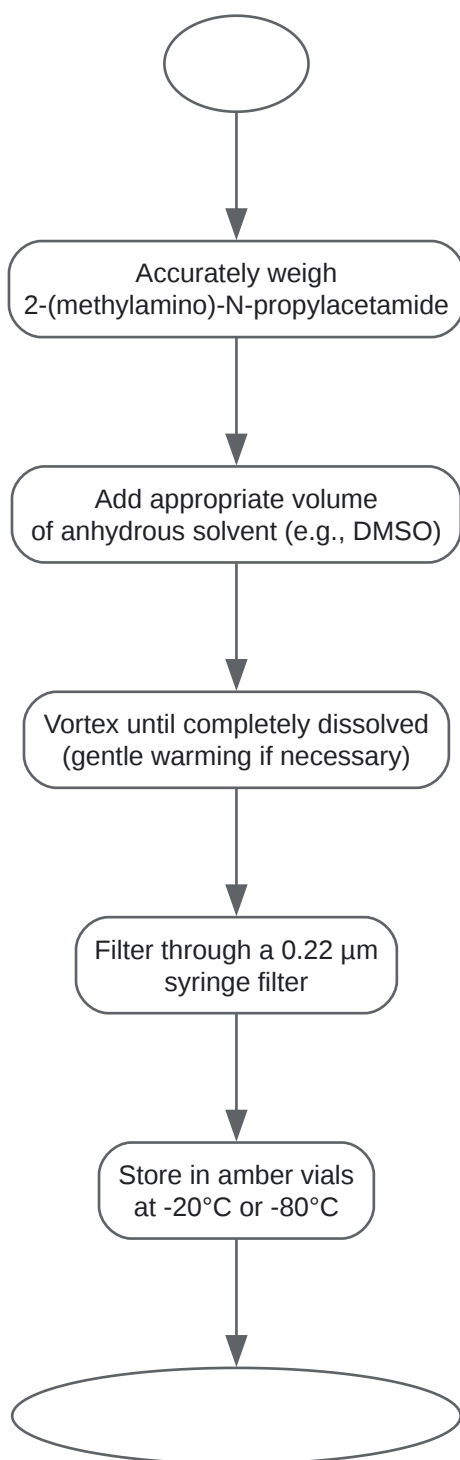 Accurately weigh
2-(methylamino)-N-propylacetamide
Add appropriate volume
of anhydrous solvent (e.g., DMSO)
Vortex until completely dissolved
(gentle warming if necessary)
Filter through a 0.22 µm
syringe filter
Store in amber vials
at -20°C or -80°C